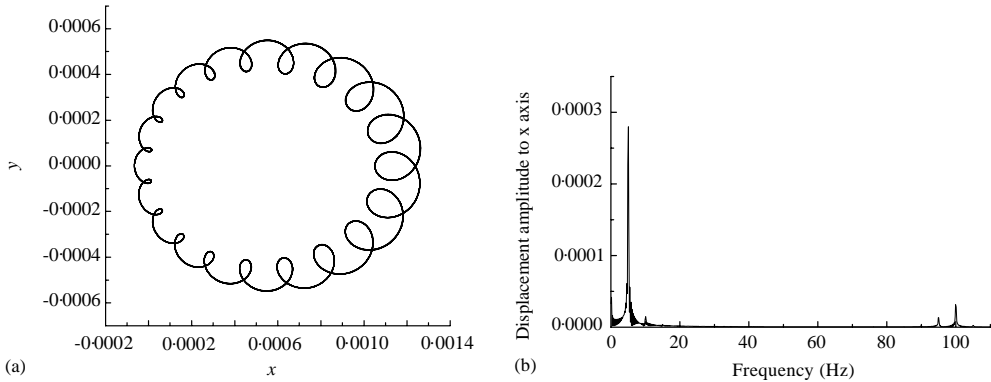 0·0006
0·0004
0·0002
0·0000
-0·0002
-0·0004
-0·0006
y
-0·0002 0·0002 0·0006 0·0010 0·0014
x
(a)
Displacement amplitude to x axis
0·0003
0·0002
0·0001
0·0000
0 20 40 60 80 100
Frequency (Hz)
(b)